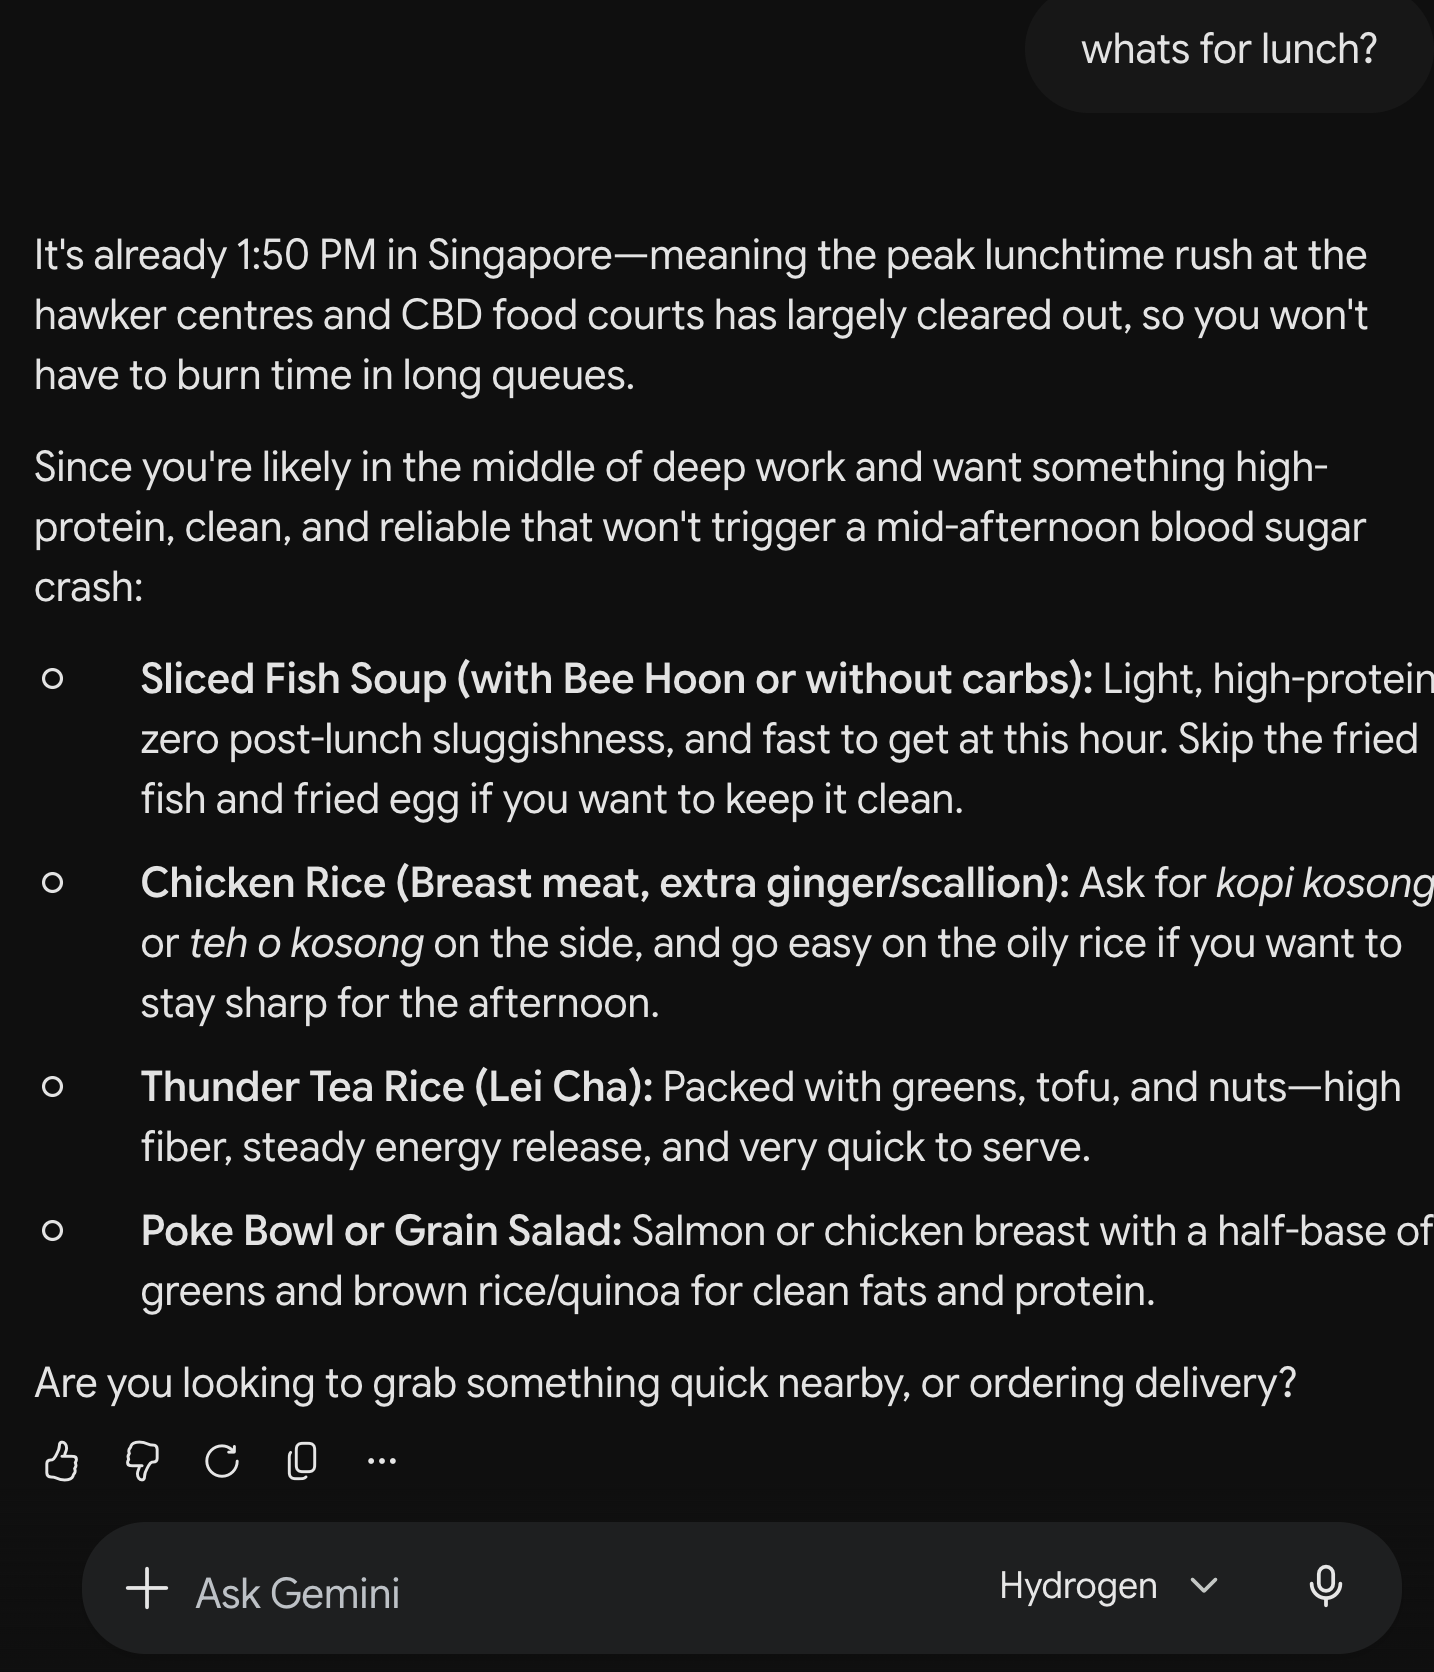 whats for lunch?
It's already 1:50 PM in Singapore—meaning the peak lunchtime rush at the
hawker centres and CBD food courts has largely cleared out, so you won't
have to burn time in long queues.
Since you're likely in the middle of deep work and want something high-
protein, clean, and reliable that won't trigger a mid-afternoon blood sugar
crash:
Sliced Fish Soup (with Bee Hoon or without carbs): Light, high-protein
zero post-lunch sluggishness, and fast to get at this hour. Skip the fried
fish and fried egg if you want to keep it clean.
Chicken Rice (Breast meat, extra ginger/scallion): Ask for kopi kosong
or teh o kosong on the side, and go easy on the oily rice if you want to
stay sharp for the afternoon.
Thunder Tea Rice (Lei Cha): Packed with greens, tofu, and nuts—high
fiber, steady energy release, and very quick to serve.
Poke Bowl or Grain Salad: Salmon or chicken breast with a half-base of
greens and brown rice/quinoa for clean fats and protein.
Are you looking to grab something quick nearby, or ordering delivery?
Ask Gemini
Hydrogen